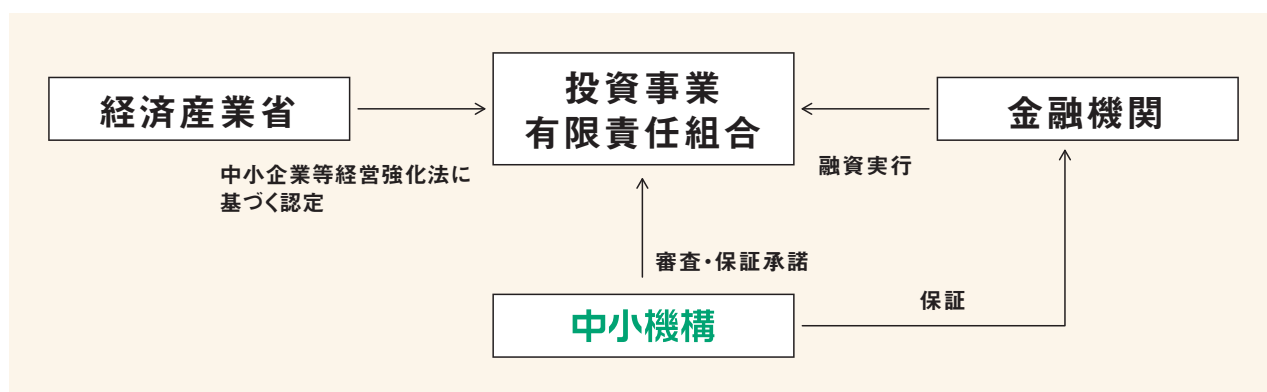 経済産業省
投資事業
有限責任組合
金融機関
中小企業等経営強化法に
基づく認定
融資実行
審査・保証承諾
中小機構
保証